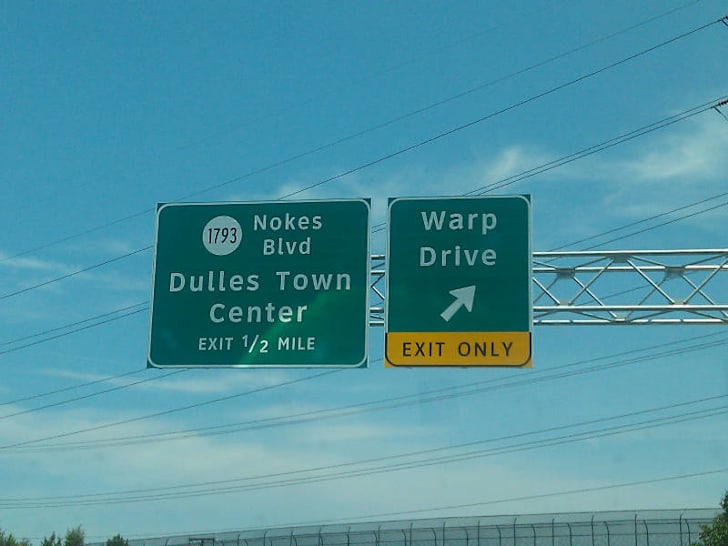 1793
Nokes
Blvd
Dulles Town
Center
EXIT 1/2 MILE
Warp
Drive
EXIT ONLY